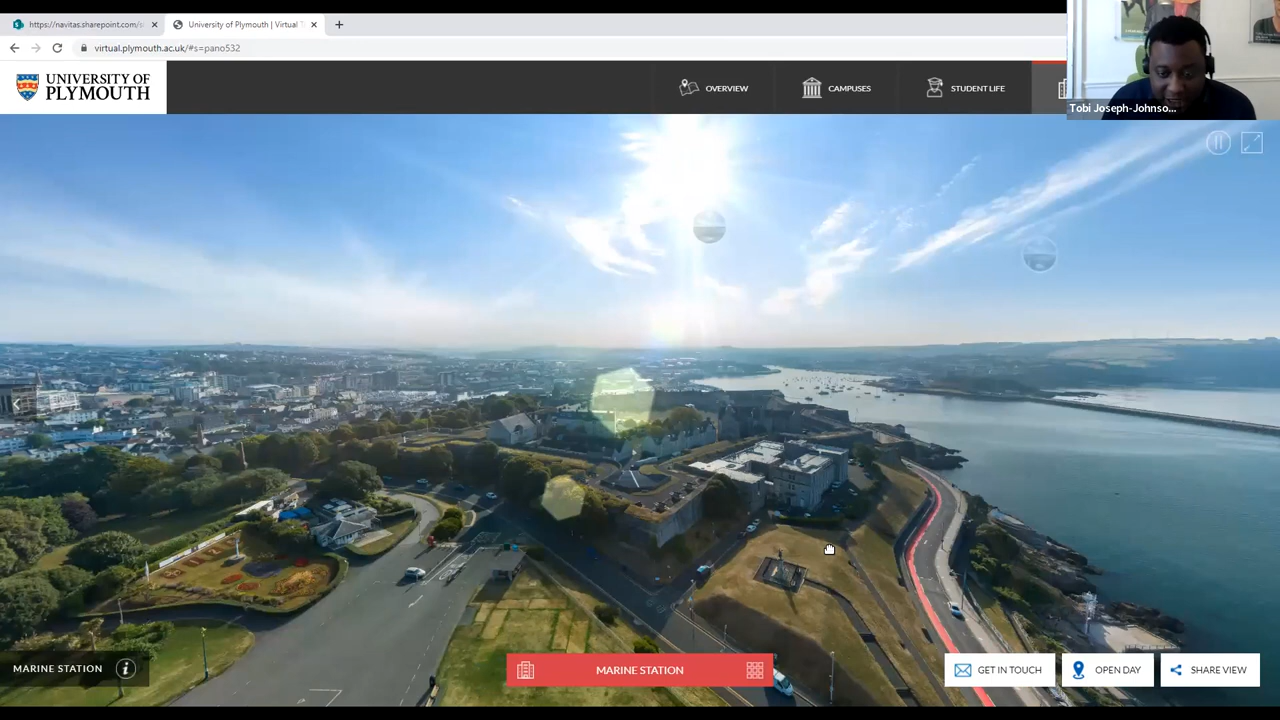 https://navitas.sharepoint.com/s
University of Plymouth | Virtual
virtual.plymouth.ac.uk/#s=pano532
UNIVERSITY OF
PLYMOUTH
OVERVIEW
CAMPUSES
STUDENT LIFE
Tobi Joseph-Johnso...
MARINE STATION
MARINE STATION
GET IN TOUCH
OPEN DAY
SHARE VIEW